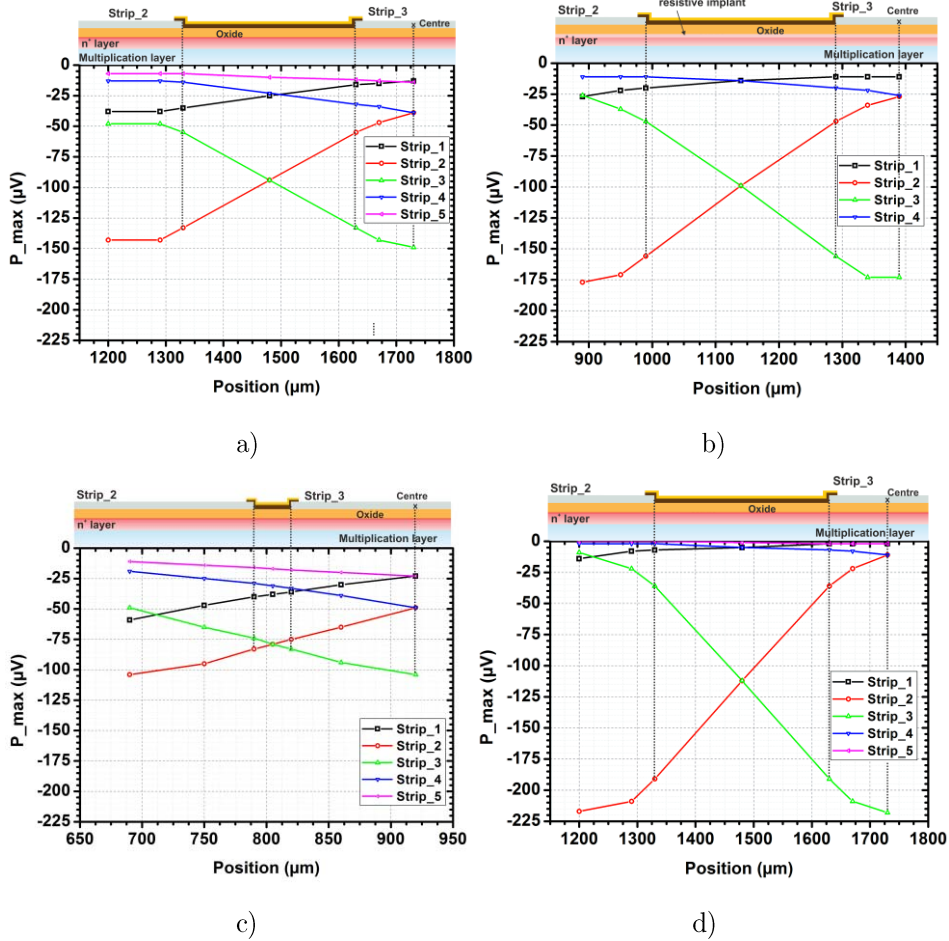 Strip_2
Strip_3
Centre
x
Oxide
n+ layer
Multiplication layer
0
-25
-50
-75
-100
-125
-150
-175
-200
-225
P_max (µV)
Strip_1
Strip_2
Strip_3
Strip_4
Strip_5
1200 1300 1400 1500 1600 1700 1800
Position (µm)
a)
resistive implant
Strip_2
Strip_3
Centre
x
Oxide
n+ layer
Multiplication layer
0
-25
-50
-75
-100
-125
-150
-175
-200
-225
P_max (µV)
Strip_1
Strip_2
Strip_3
Strip_4
900 1000 1100 1200 1300 1400
Position (µm)
b)
Strip_2
Strip_3
Centre
x
Oxide
n+ layer
Multiplication layer
0
-25
-50
-75
-100
-125
-150
-175
-200
-225
P_max (µV)
Strip_1
Strip_2
Strip_3
Strip_4
Strip_5
650 700 750 800 850 900 950
Position (µm)
c)
Strip_2
Strip_3
Centre
x
Oxide
n+ layer
Multiplication layer
0
-25
-50
-75
-100
-125
-150
-175
-200
-225
P_max (µV)
Strip_1
Strip_2
Strip_3
Strip_4
Strip_5
1200 1300 1400 1500 1600 1700 1800
Position (µm)
d)